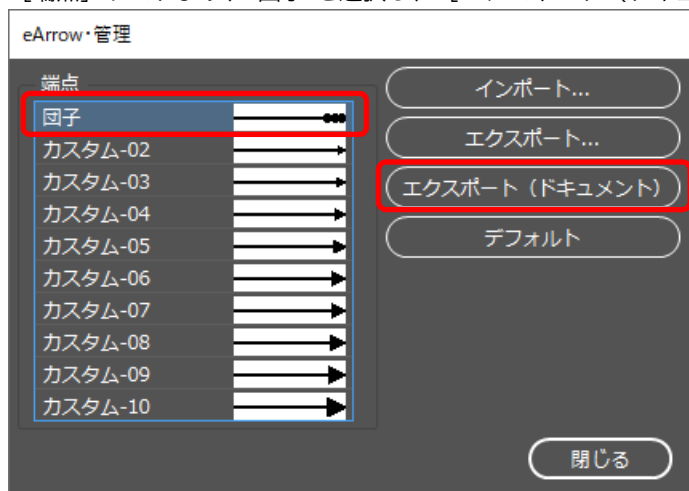 eArrow･管理
端点
団子
カスタム-02
カスタム-03
カスタム-04
カスタム-05
カスタム-06
カスタム-07
カスタム-08
カスタム-09
カスタム-10
インポート...
エクスポート...
エクスポート（ドキュメント）
デフォルト
閉じる